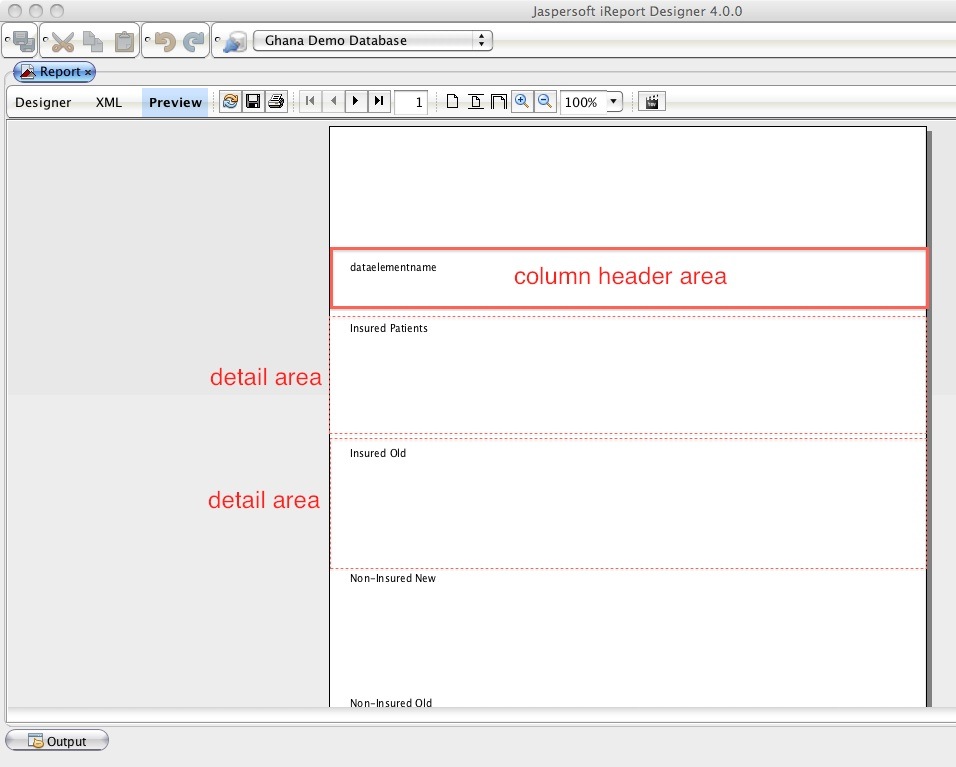 Jaspersoft iReport Designer 4.0.0
Ghana Demo Database
Report
Designer XML Preview 1 100%
dataelementname
column header area
Insured Patients
detail area
Insured Old
detail area
Non-Insured New
Non-Insured Old
Output